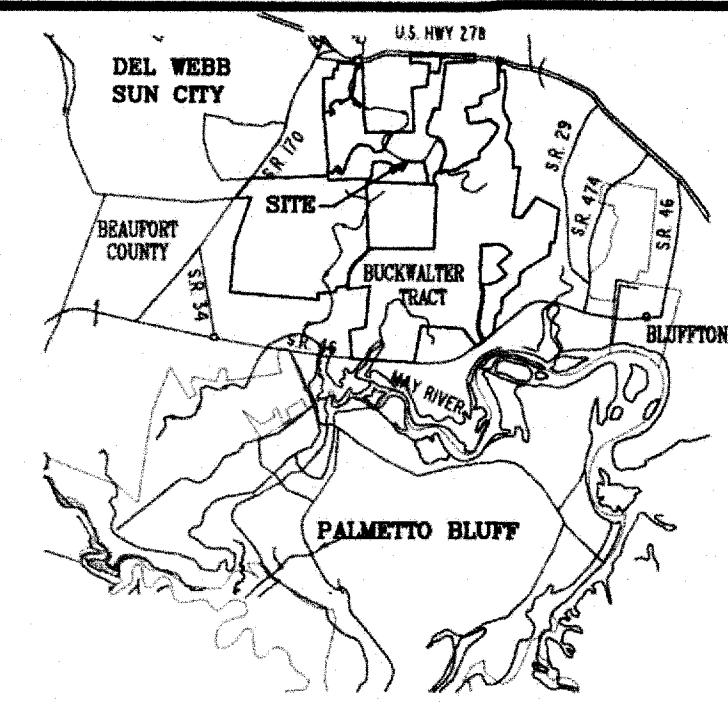 U.S. HWY 278
DEL WEBB
SUN CITY
S.R. 170
S.R. 29
S.R. 474
S.R. 46
SITE
BEAUFORT
COUNTY
S.R. 34
BUCKWALTER
TRACT
BLUFFTON
S.R. 46
MAY RIVER
PALMETTO BLUFF